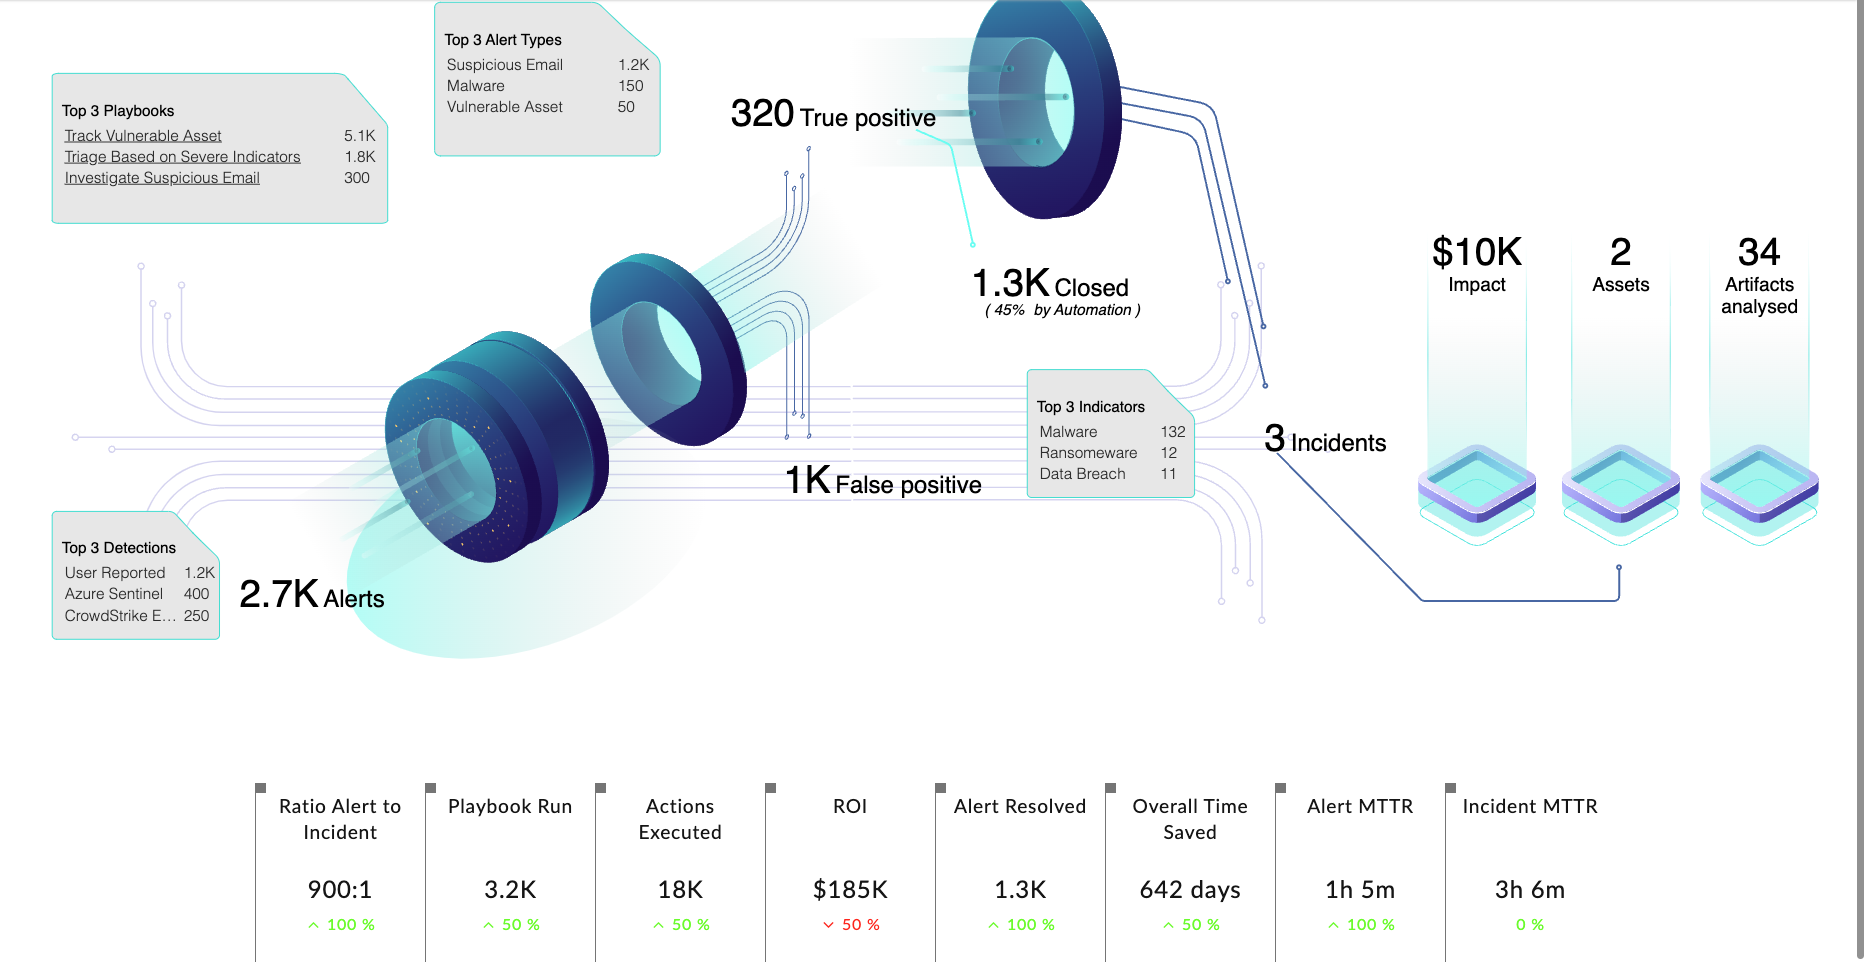 Top 3 Alert Types
Suspicious Email 1.2K
Malware 150
Vulnerable Asset 50
Top 3 Playbooks
Track Vulnerable Asset 5.1K
Triage Based on Severe Indicators 1.8K
Investigate Suspicious Email 300
320 True positive
1.3K Closed
( 45% by Automation )
$10K
Impact
2
Assets
34
Artifacts
analysed
Top 3 Indicators
Malware 132
Ransomeware 12
Data Breach 11
3 Incidents
1K False positive
Top 3 Detections
User Reported 1.2K
Azure Sentinel 400
CrowdStrike E... 250
2.7K Alerts
Ratio Alert to
Incident
900:1
100 %
Playbook Run
3.2K
50 %
Actions
Executed
18K
50 %
ROI
$185K
50 %
Alert Resolved
1.3K
100 %
Overall Time
Saved
642 days
50 %
Alert MTTR
1h 5m
100 %
Incident MTTR
3h 6m
0 %